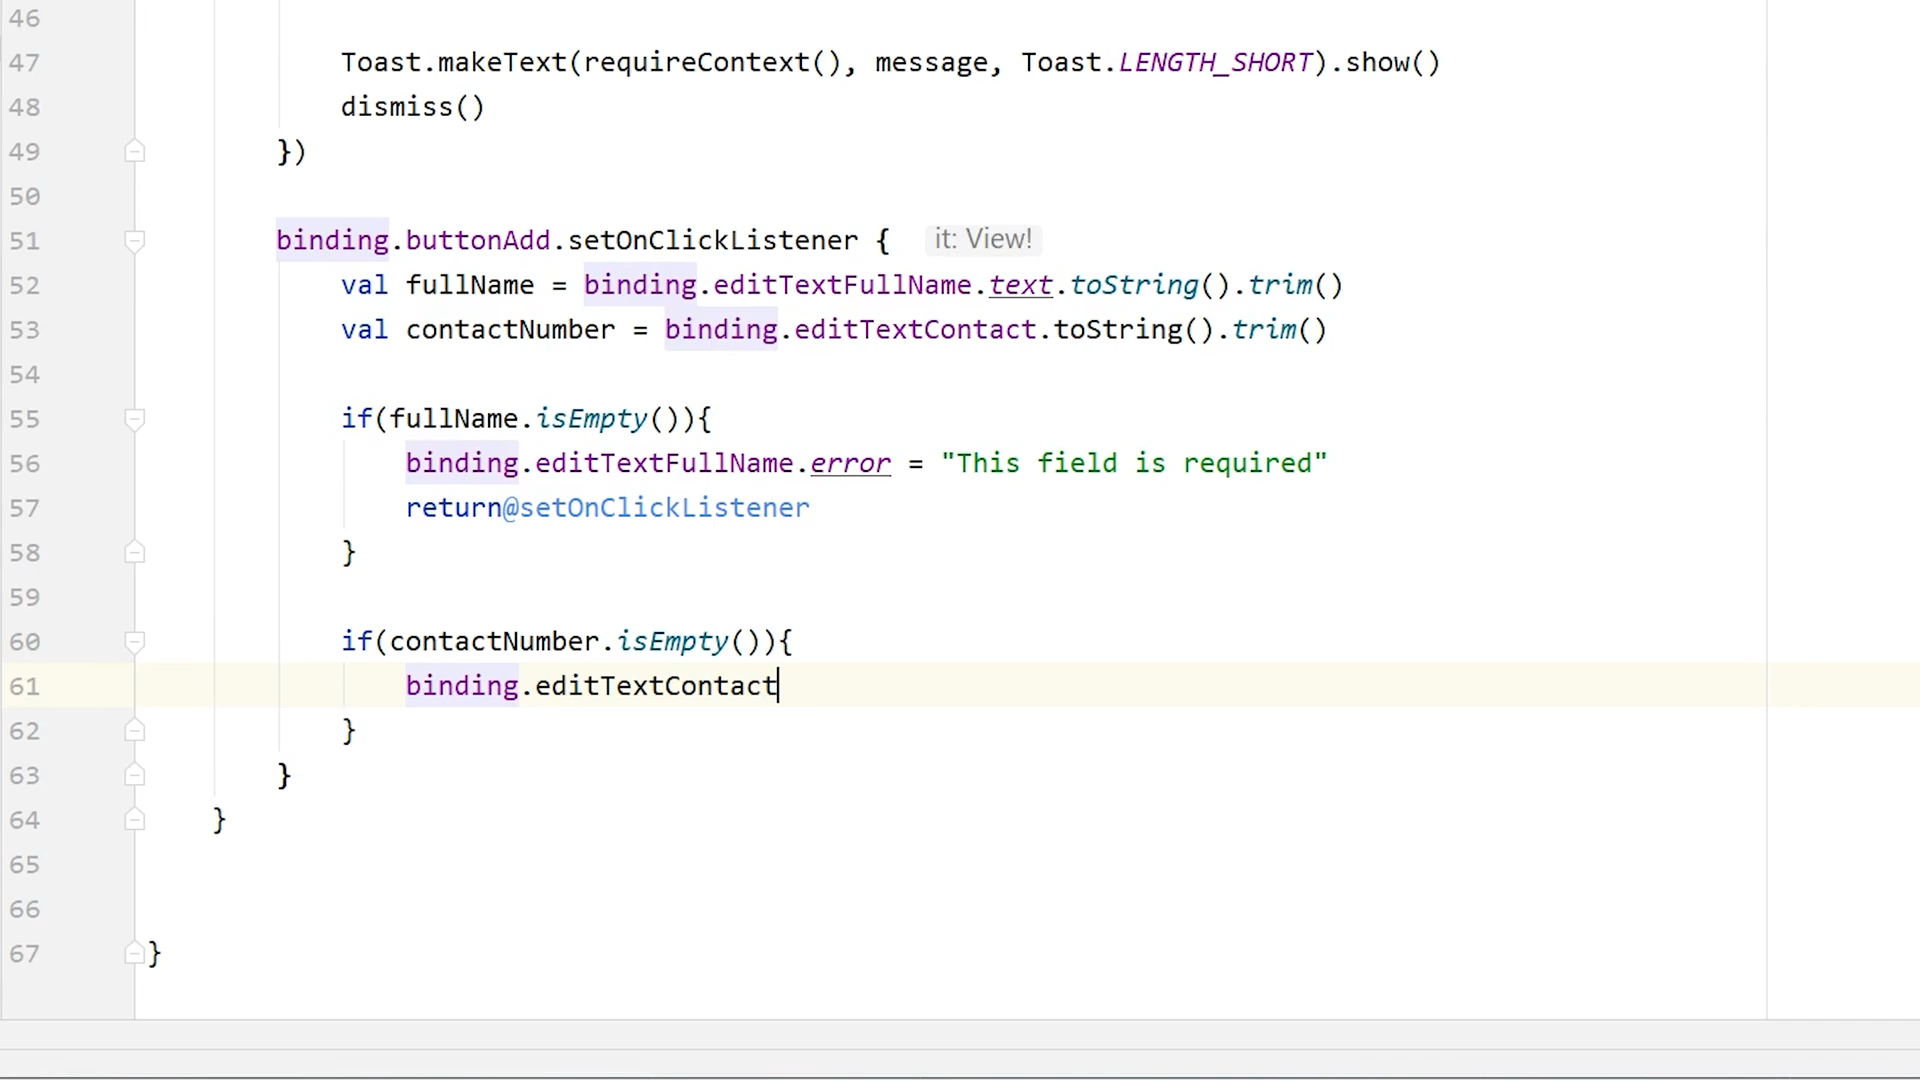 46
47 Toast.makeText(requireContext(), message, Toast.LENGTH_SHORT).show()
48 dismiss()
49 })
50
51 binding.buttonAdd.setOnClickListener { it: View!
52 val fullName = binding.editTextFullName.text.toString().trim()
53 val contactNumber = binding.editTextContact.toString().trim()
54
55 if(fullName.isEmpty()){
56 binding.editTextFullName.error = "This field is required"
57 return@setOnClickListener
58 }
59
60 if(contactNumber.isEmpty()){
61 binding.editTextContact
62 }
63 }
64 }
65
66
67 }